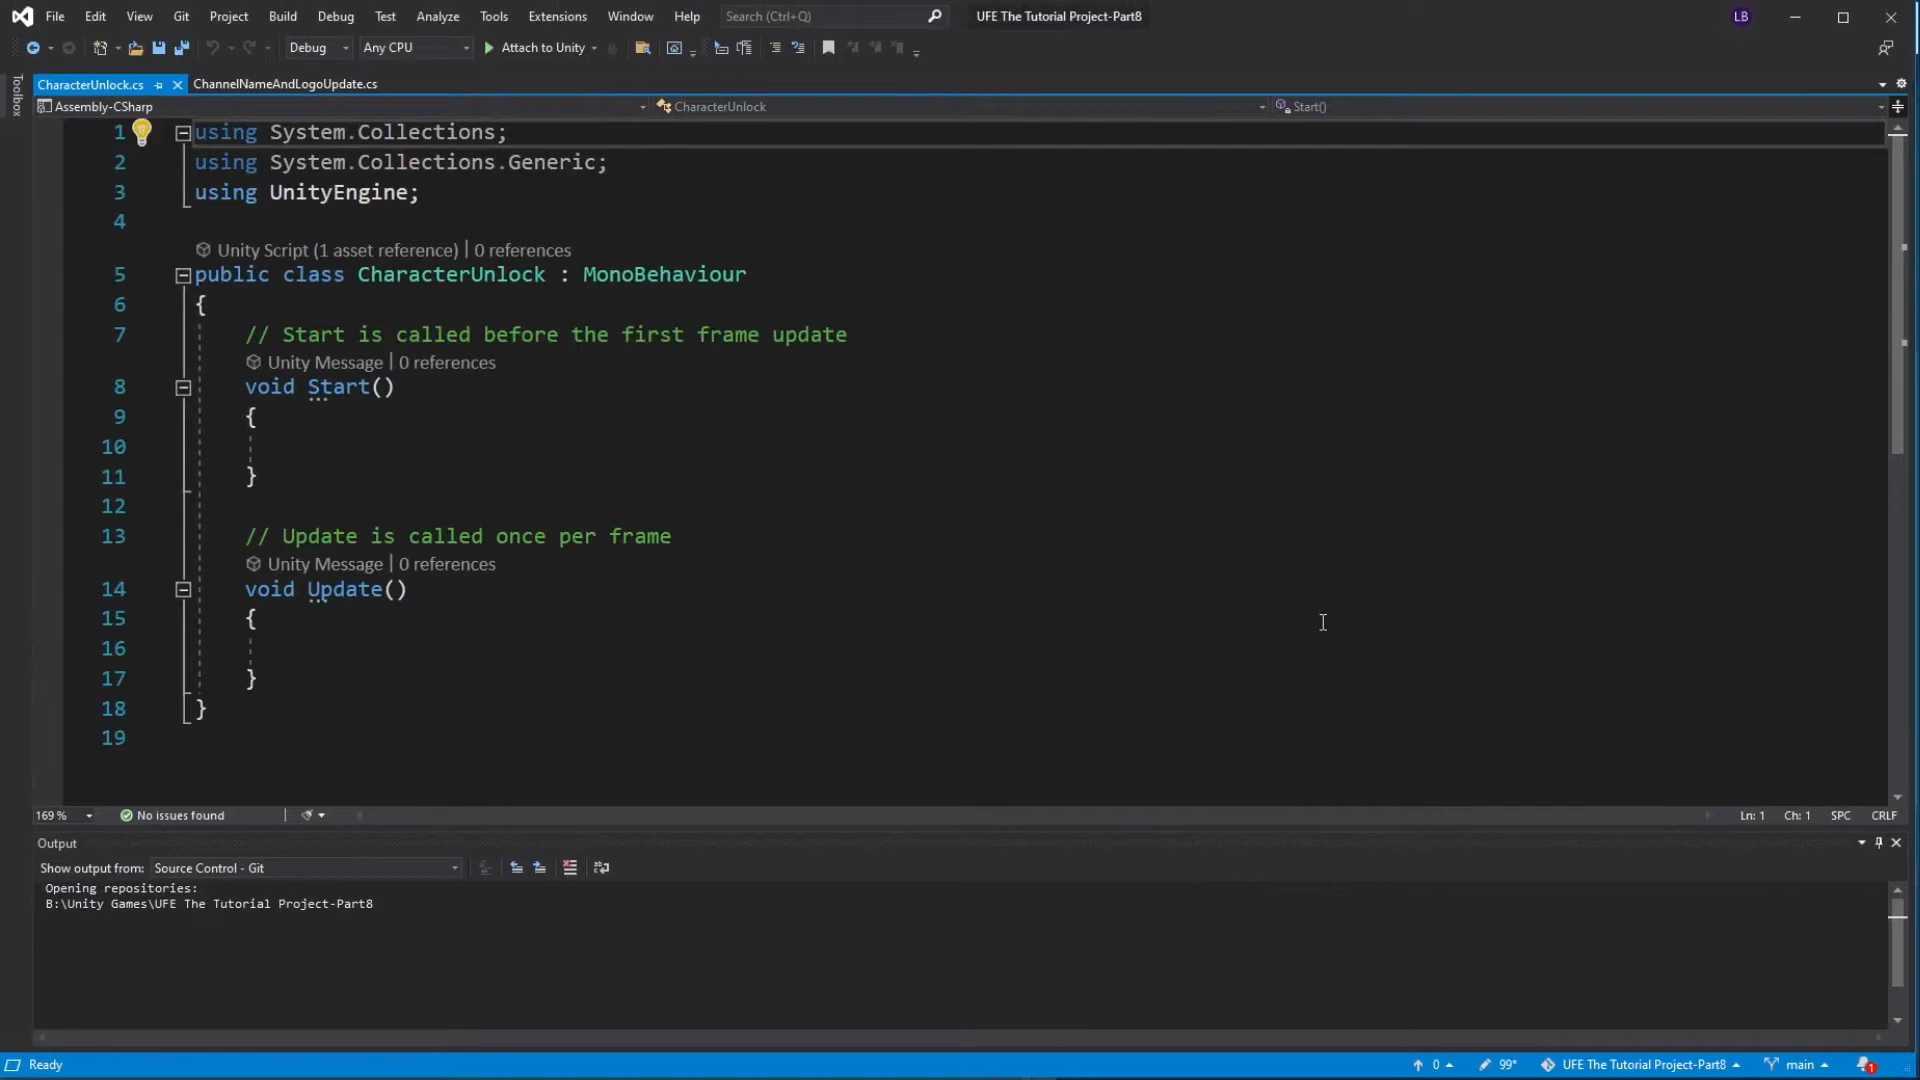 File Edit View Git Project Build Debug Test Analyze Tools Extensions Window Help Search (Ctrl+Q) UFE The Tutorial Project-Part8 LB
Debug Any CPU Attach to Unity
Toolbox
CharacterUnlock.cs ChannelNameAndLogoUpdate.cs
Assembly-CSharp CharacterUnlock Start()
1 using System.Collections;
2 using System.Collections.Generic;
3 using UnityEngine;
4
Unity Script (1 asset reference) | 0 references
5 public class CharacterUnlock : MonoBehaviour
6 {
7 // Start is called before the first frame update
Unity Message | 0 references
8 void Start()
9 {
10
11 }
12
13 // Update is called once per frame
Unity Message | 0 references
14 void Update()
15 {
16
17 }
18 }
19
169 % No issues found Ln: 1 Ch: 1 SPC CRLF
Output
Show output from: Source Control - Git
Opening repositories:
B:\Unity Games\UFE The Tutorial Project-Part8
Ready 0 99* UFE The Tutorial Project-Part8 main 1